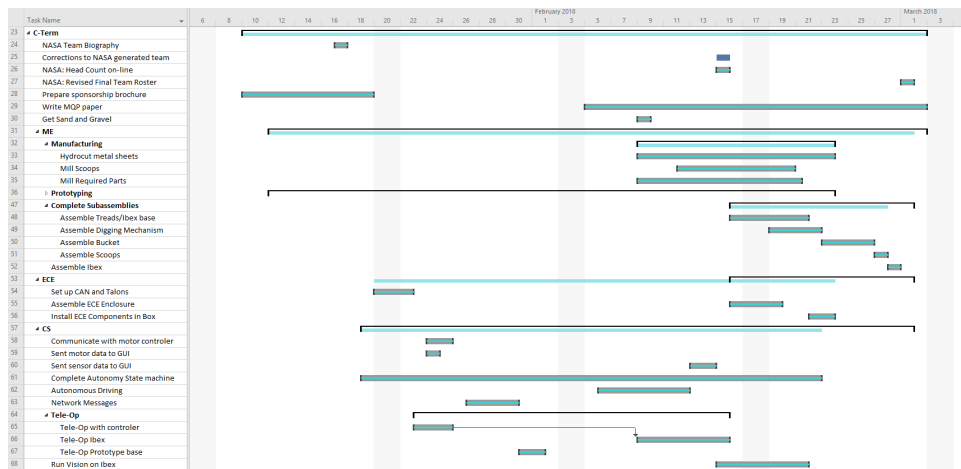 February 2018 March 2018
Task Name 6 8 10 12 14 16 18 20 22 24 26 28 30 1 3 5 7 9 11 13 15 17 19 21 23 25 27 1 3
23 C-Term
24 NASA Team Biography
25 Corrections to NASA generated team
26 NASA: Head Count on-line
27 NASA: Revised Final Team Roster
28 Prepare sponsorship brochure
29 Write MQP paper
30 Get Sand and Gravel
31 ME
32 Manufacturing
33 Hydrocut metal sheets
34 Mill Scoops
35 Mill Required Parts
36 Prototyping
47 Complete Subassemblies
48 Assemble Treads/Ibex base
49 Assemble Digging Mechanism
50 Assemble Bucket
51 Assemble Scoops
52 Assemble Ibex
53 ECE
54 Set up CAN and Talons
55 Assemble ECE Enclosure
56 Install ECE Components in Box
57 CS
58 Communicate with motor controler
59 Sent motor data to GUI
60 Sent sensor data to GUI
61 Complete Autonomy State machine
62 Autonomous Driving
63 Network Messages
64 Tele-Op
65 Tele-Op with controler
66 Tele-Op Ibex
67 Tele-Op Prototype base
68 Run Vision on Ibex